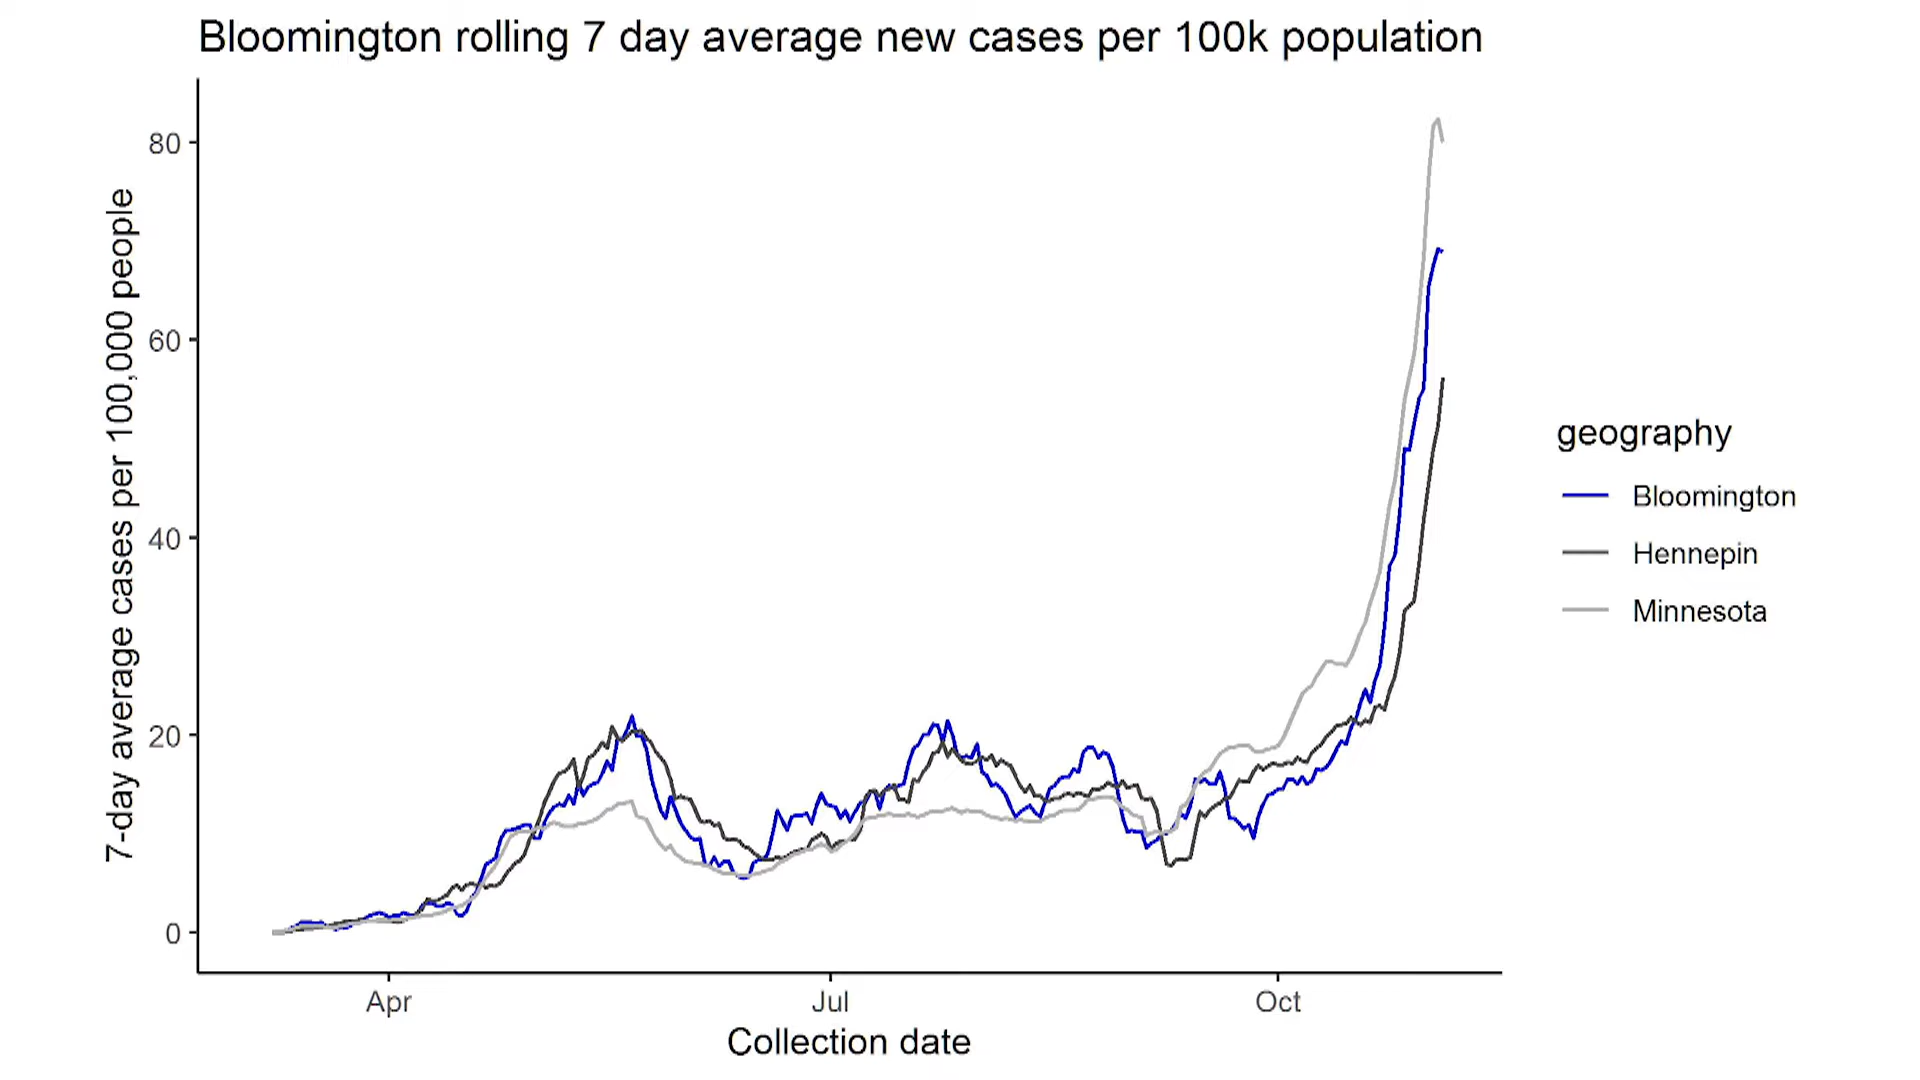 Bloomington rolling 7 day average new cases per 100k population
7-day average cases per 100,000 people
80
60
40
20
0
Apr
Jul
Oct
Collection date
geography
Bloomington
Hennepin
Minnesota